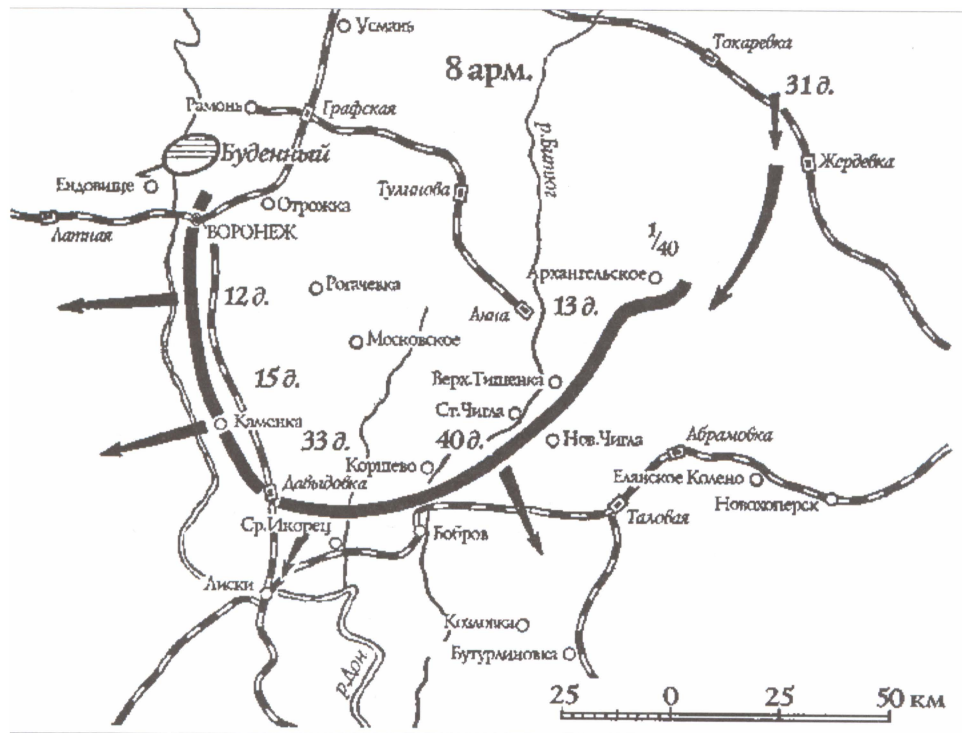 Усмань
Токаревка
8 арм.
31 д.
Рамонь
Графская
р.Битюг
Буденный
Жердевка
Ендовище
Тулинова
Отрожка
Латная
ВОРОНЕЖ
1/40
Архангельское
12 д.
Рогачевка
Анна
13 д.
Московское
15 д.
Верх.Тишенка
Ст.Чигла
Каменка
33 д.
40 д.
Нов.Чигла
Абрамовка
Коршево
Елянское Колено
Давыдовка
Новохоперск
Ср.Икорец
Таловая
Бобров
Лиски
Козловка
Бутурлиновка
р.Дон
25 0 25 50 км